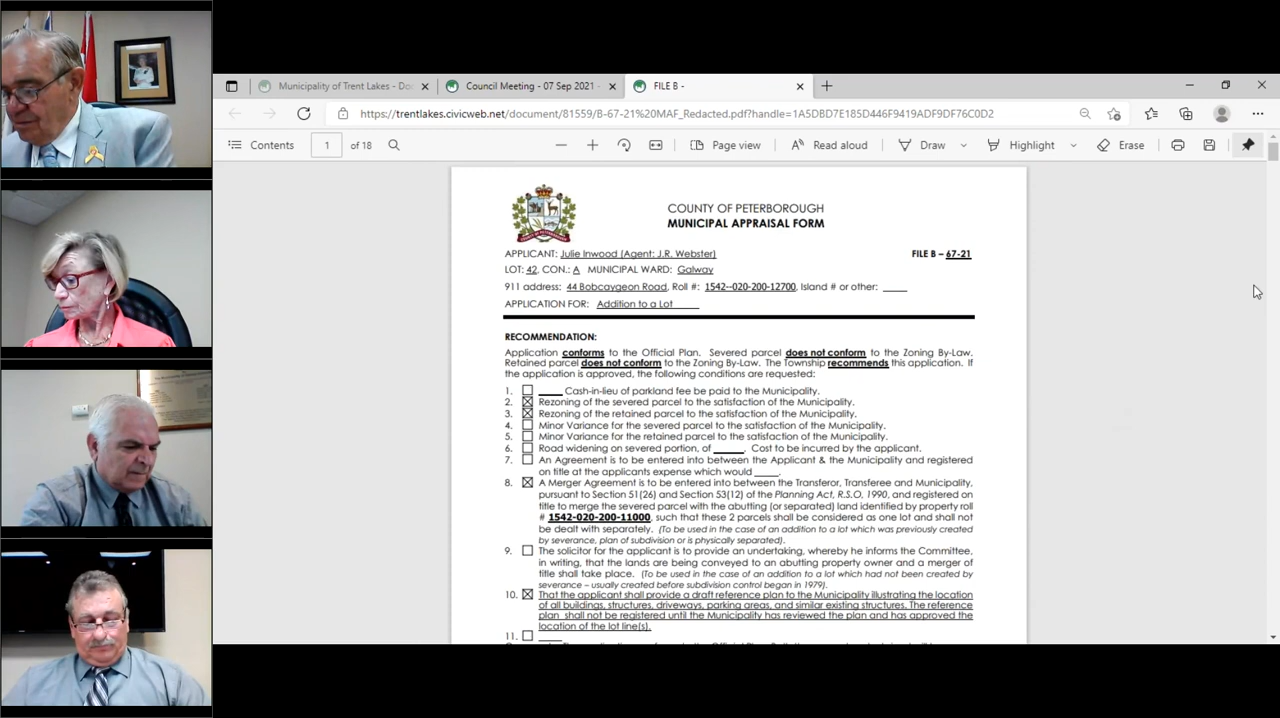 Municipality of Trent Lakes - Doc
Council Meeting - 07 Sep 2021 -
FILE B -
https://trentlakes.civicweb.net/document/81559/B-67-21%20MAF_Redacted.pdf?handle=1A5DBD7E185D446F9419ADF9DF76C0D2
Contents
1
of 18
Page view
Read aloud
Draw
Highlight
Erase
COUNTY OF PETERBOROUGH
MUNICIPAL APPRAISAL FORM
APPLICANT: Julie Inwood (Agent: J.R. Webster) FILE B – 67-21
LOT: 42, CON.: A MUNICIPAL WARD: Galway
911 address: 44 Bobcaygeon Road, Roll #: 1542--020-200-12700, Island # or other: ____
APPLICATION FOR: Addition to a Lot
RECOMMENDATION:
Application conforms to the Official Plan. Severed parcel does not conform to the Zoning By-Law.
Retained parcel does not conform to the Zoning By-Law. The Township recommends this application. If
the application is approved, the following conditions are requested:
1. ____ Cash-in-lieu of parkland fee be paid to the Municipality.
2. Rezoning of the severed parcel to the satisfaction of the Municipality.
3. Rezoning of the retained parcel to the satisfaction of the Municipality.
4. Minor Variance for the severed parcel to the satisfaction of the Municipality.
5. Minor Variance for the retained parcel to the satisfaction of the Municipality.
6. Road widening on severed portion, of _____. Cost to be incurred by the applicant.
7. An Agreement is to be entered into between the Applicant & the Municipality and registered
on title at the applicants expense which would ____.
8. A Merger Agreement is to be entered into between the Transferor, Transferee and Municipality,
pursuant to Section 51(26) and Section 53(12) of the Planning Act, R.S.O, 1990, and registered on
title to merge the severed parcel with the abutting (or separated) land identified by property roll
# 1542-020-200-11000, such that these 2 parcels shall be considered as one lot and shall not
be dealt with separately. (To be used in the case of an addition to a lot which was previously created
by severance, plan of subdivision or is physically separated).
9. The solicitor for the applicant is to provide an undertaking, whereby he informs the Committee,
in writing, that the lands are being conveyed to an abutting property owner and a merger of
title shall take place. (To be used in the case of an addition to a lot which had not been created by
severance – usually created before subdivision control began in 1979).
10. That the applicant shall provide a draft reference plan to the Municipality illustrating the location
of all buildings, structures, driveways, parking areas, and similar existing structures. The reference
plan shall not be registered until the Municipality has reviewed the plan and has approved the
location of the lot line(s).
11. ____